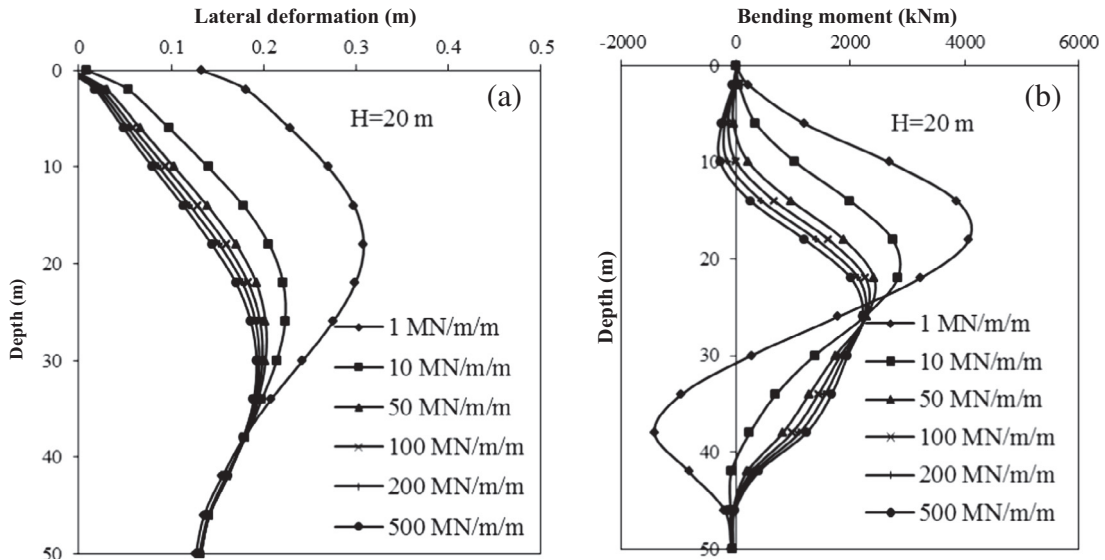 Lateral deformation (m)
0 0.1 0.2 0.3 0.4 0.5
0
10
20
30
40
50
Depth (m)
(a)
H=20 m
1 MN/m/m
10 MN/m/m
50 MN/m/m
100 MN/m/m
200 MN/m/m
500 MN/m/m
Bending moment (kNm)
-2000 0 2000 4000 6000
0
10
20
30
40
50
Depth (m)
(b)
H=20 m
1 MN/m/m
10 MN/m/m
50 MN/m/m
100 MN/m/m
200 MN/m/m
500 MN/m/m